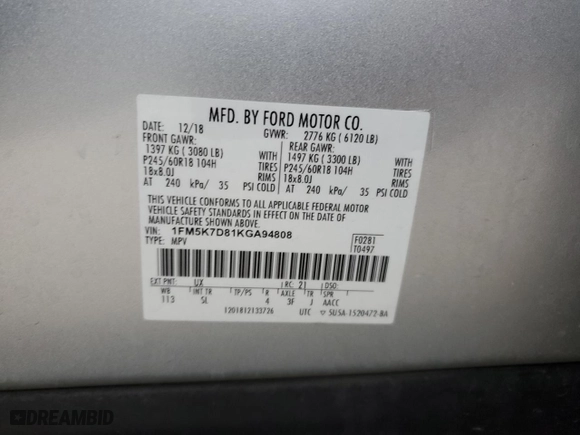 MFD. BY FORD MOTOR CO.
DATE: 12/18 GVWR: 2776 KG ( 6120 LB)
FRONT GAWR: REAR GAWR:
1397 KG ( 3080 LB) WITH 1497 KG ( 3300 LB) WITH
P245/60R18 104H TIRES P245/60R18 104H TIRES
18x8.0J RIMS 18x8.0J RIMS
AT 240 kPa/ 35 PSI COLD AT 240 kPa/ 35 PSI COLD
THIS VEHICLE CONFORMS TO ALL APPLICABLE FEDERAL MOTOR
VEHICLE SAFETY STANDARDS IN EFFECT ON THE DATE OF
MANUFACTURE SHOWN ABOVE.
VIN: 1FM5K7D81KGA94808 F0281
TYPE: MPV T0497
EXT PNT: UX RC: 21 DSO:
WB INT TR TP/PS R AXLE TR SPR
113 SL 4 3F J AACC
1201812133726 UTC ▽ SU5A-1520472-BA
DREAMBID